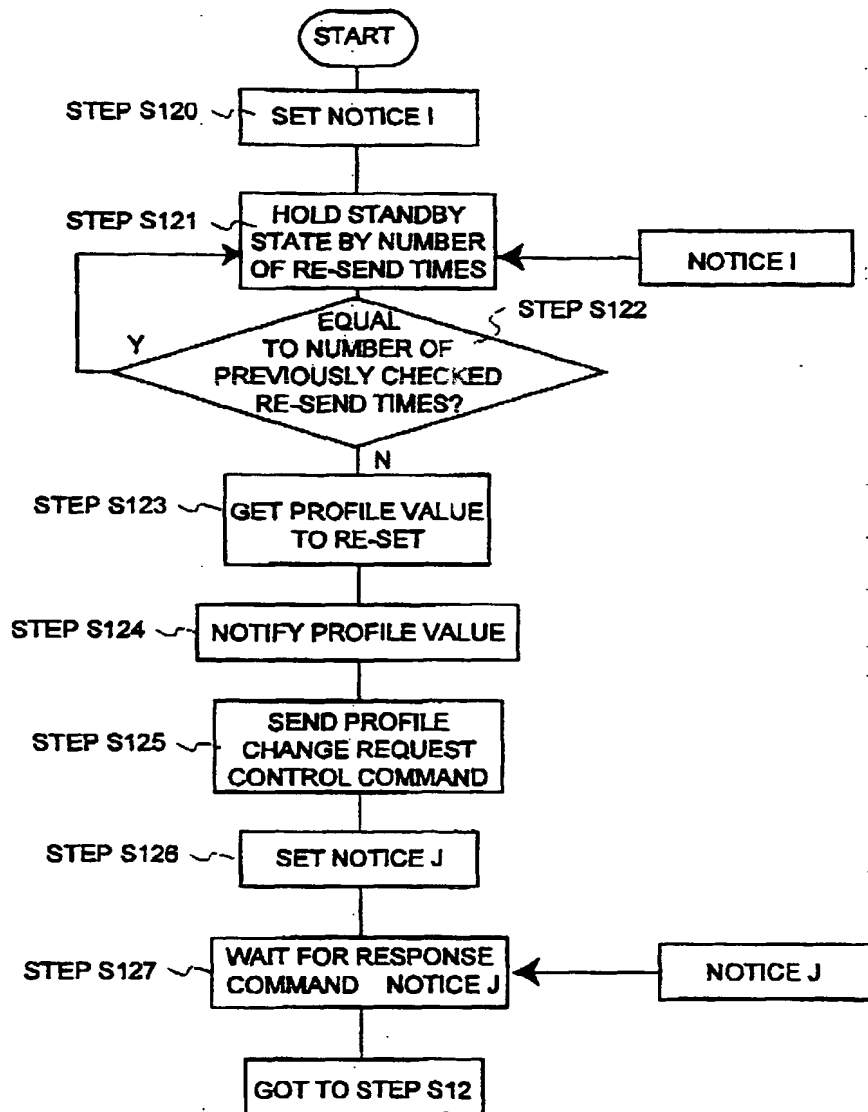 START
STEP S120
SET NOTICE I
STEP S121
HOLD STANDBY
STATE BY NUMBER
OF RE-SEND TIMES
NOTICE I
STEP S122
Y
EQUAL
TO NUMBER OF
PREVIOUSLY CHECKED
RE-SEND TIMES?
N
STEP S123
GET PROFILE VALUE
TO RE-SET
STEP S124
NOTIFY PROFILE VALUE
STEP S125
SEND PROFILE
CHANGE REQUEST
CONTROL COMMAND
STEP S126
SET NOTICE J
STEP S127
WAIT FOR RESPONSE
COMMAND NOTICE J
NOTICE J
GOT TO STEP S12